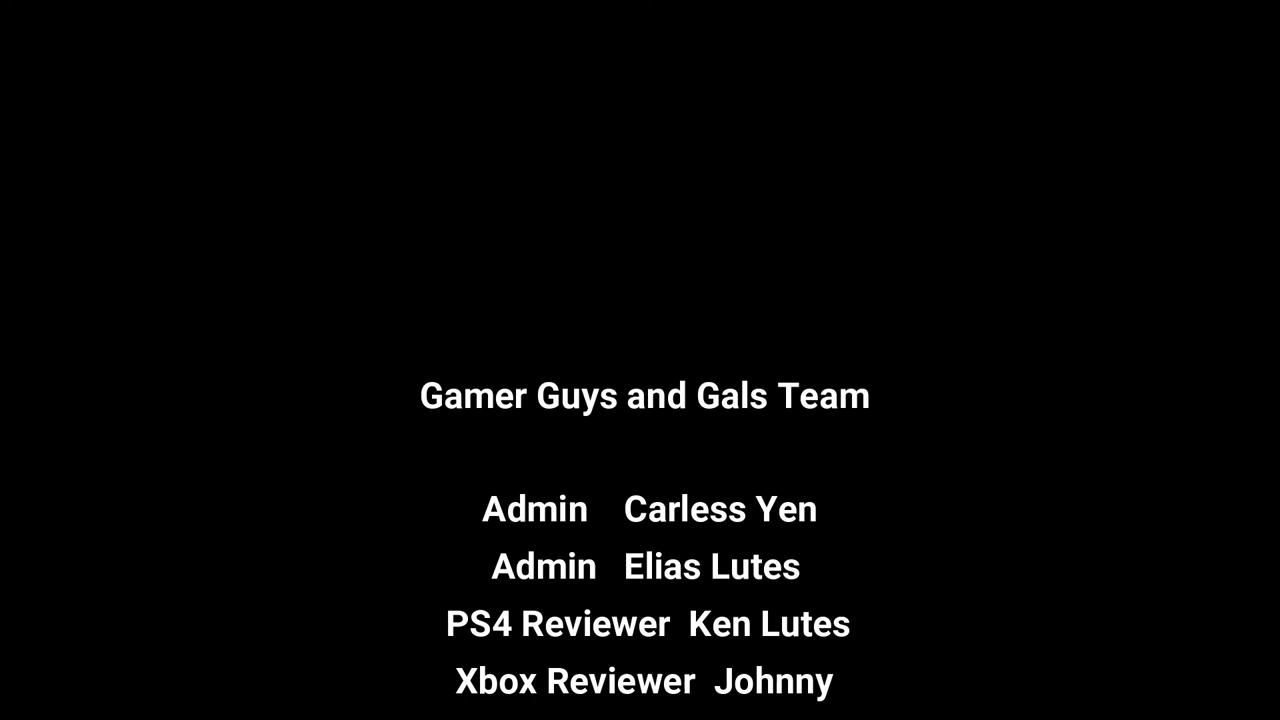 Gamer Guys and Gals Team
Admin Carless Yen
Admin Elias Lutes
PS4 Reviewer Ken Lutes
Xbox Reviewer Johnny